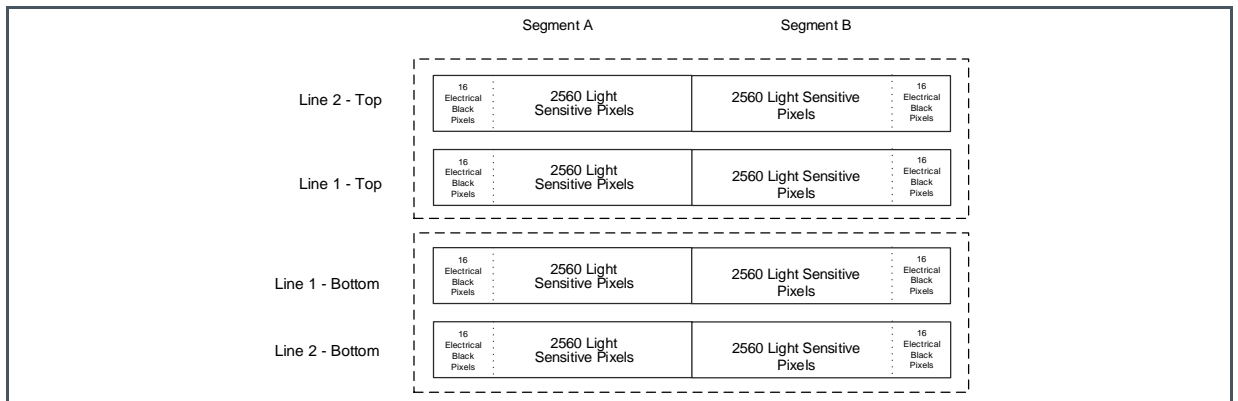 Segment A
Segment B
Line 2 - Top
16
Electrical
Black
Pixels
2560 Light
Sensitive Pixels
2560 Light Sensitive
Pixels
16
Electrical
Black
Pixels
Line 1 - Top
16
Electrical
Black
Pixels
2560 Light
Sensitive Pixels
2560 Light Sensitive
Pixels
16
Electrical
Black
Pixels
Line 1 - Bottom
16
Electrical
Black
Pixels
2560 Light
Sensitive Pixels
2560 Light Sensitive
Pixels
16
Electrical
Black
Pixels
Line 2 - Bottom
16
Electrical
Black
Pixels
2560 Light
Sensitive Pixels
2560 Light Sensitive
Pixels
16
Electrical
Black
Pixels